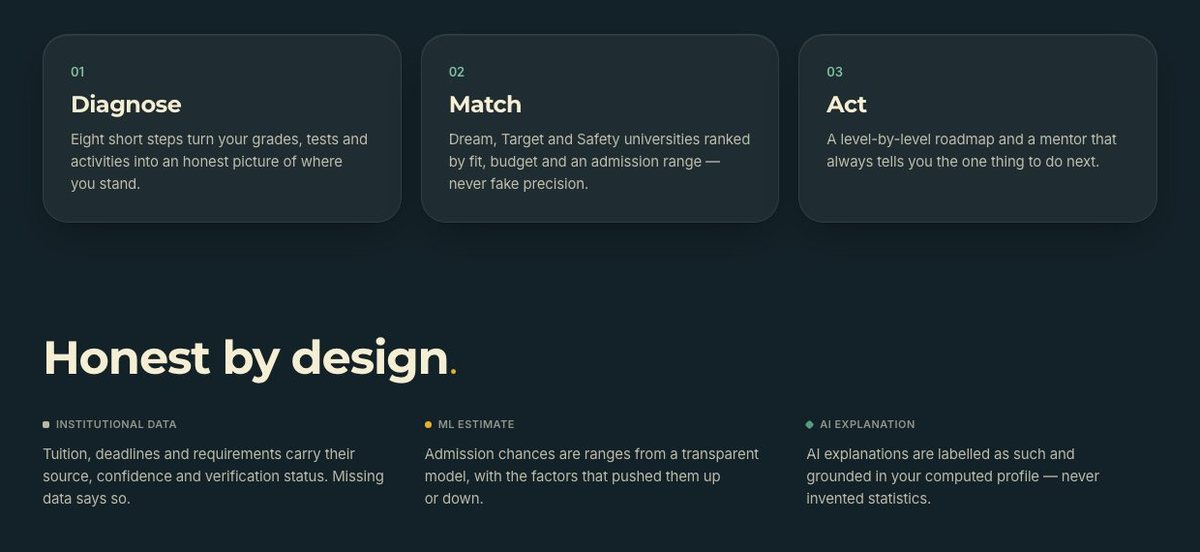 01
Diagnose
Eight short steps turn your grades, tests and
activities into an honest picture of where
you stand.
02
Match
Dream, Target and Safety universities ranked
by fit, budget and an admission range —
never fake precision.
03
Act
A level-by-level roadmap and a mentor that
always tells you the one thing to do next.
Honest by design.
INSTITUTIONAL DATA
Tuition, deadlines and requirements carry their
source, confidence and verification status. Missing
data says so.
ML ESTIMATE
Admission chances are ranges from a transparent
model, with the factors that pushed them up
or down.
AI EXPLANATION
AI explanations are labelled as such and
grounded in your computed profile — never
invented statistics.